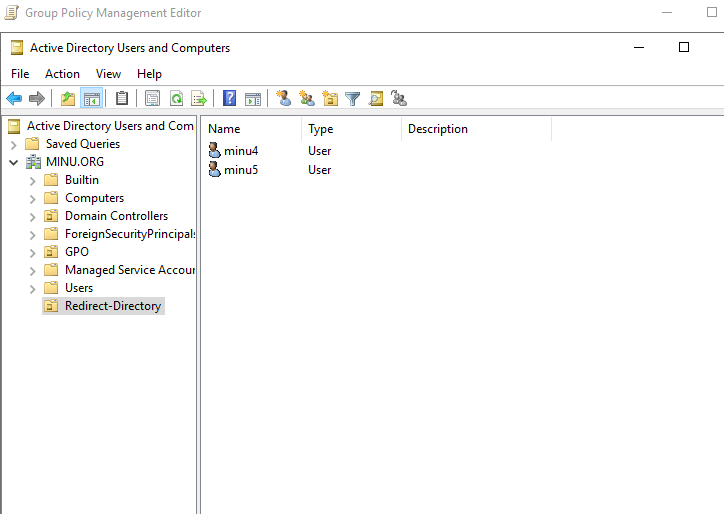 Group Policy Management Editor
Active Directory Users and Computers
File Action View Help
Active Directory Users and Com
Saved Queries
MINU.ORG
Builtin
Computers
Domain Controllers
ForeignSecurityPrincipals
GPO
Managed Service Accour
Users
Redirect-Directory
Name Type Description
minu4 User
minu5 User